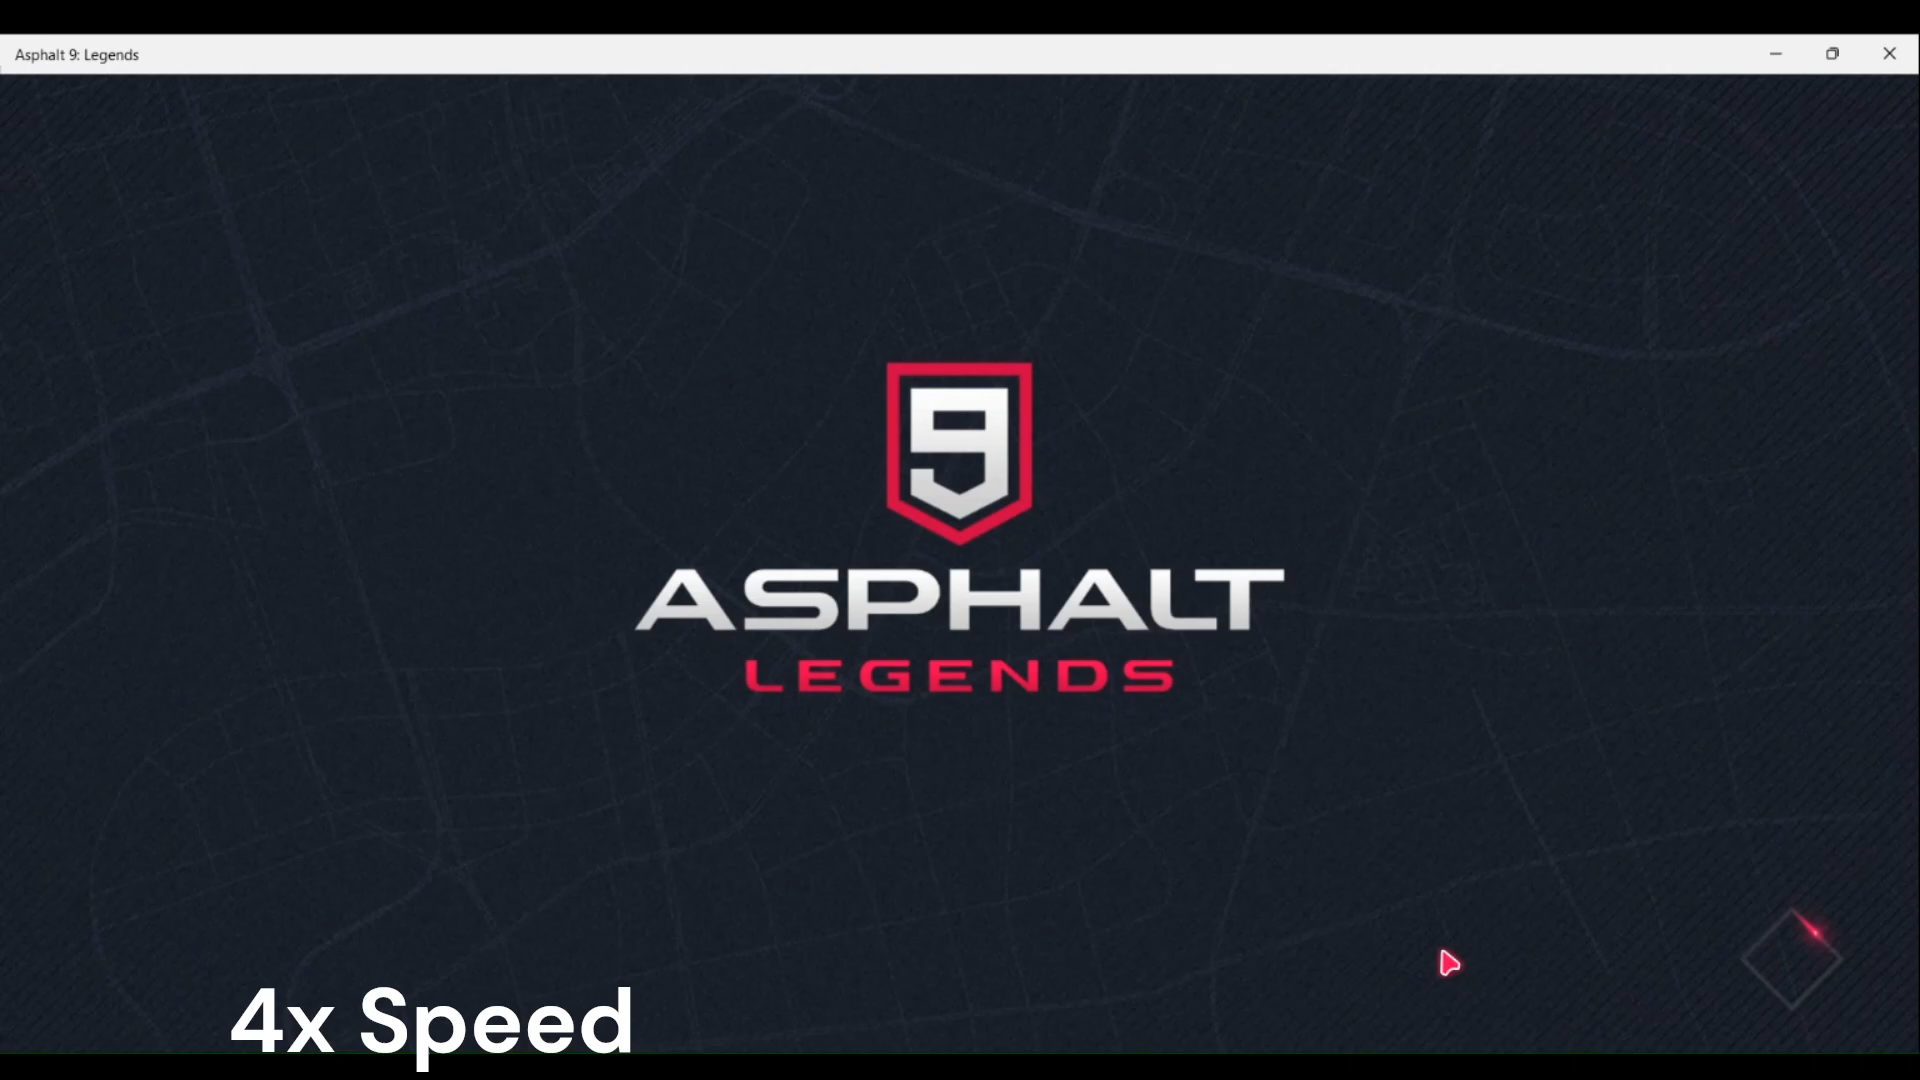 Asphalt 9: Legends
9
ASPHALT
LEGENDS
4x Speed